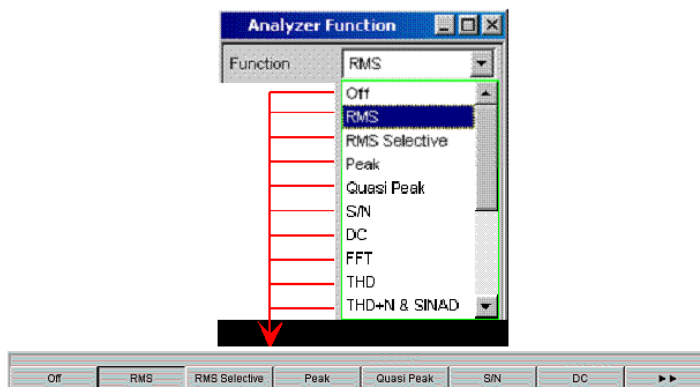 Analyzer Function
Function RMS
Off
RMS
RMS Selective
Peak
Quasi Peak
S/N
DC
FFT
THD
THD+N & SINAD
Off RMS RMS Selective Peak Quasi Peak S/N DC